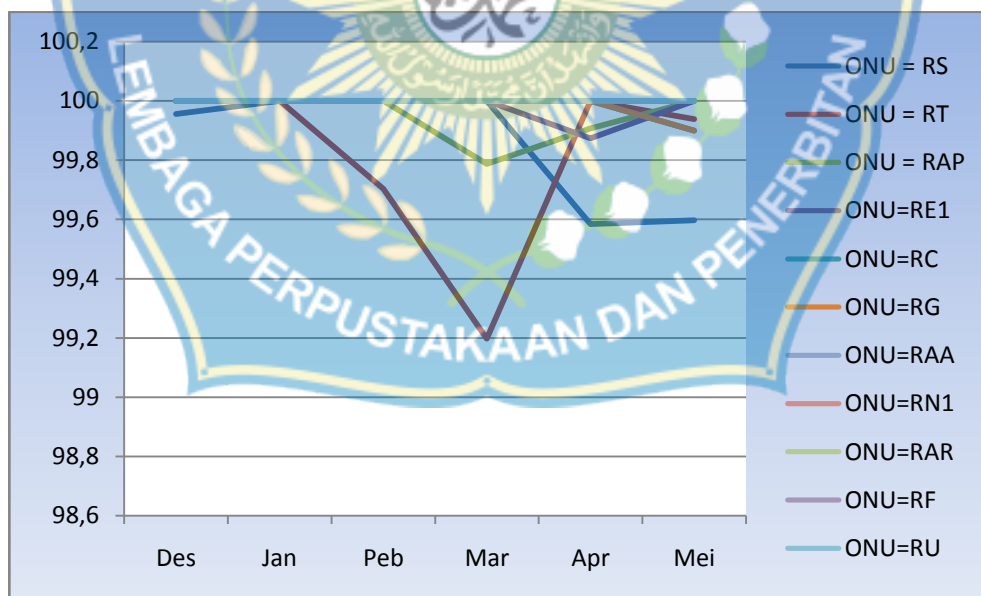 100,2
100
99,8
99,6
99,4
99,2
99
98,8
98,6
Des Jan Peb Mar Apr Mei
ONU = RS
ONU = RT
ONU = RAP
ONU=RE1
ONU=RC
ONU=RG
ONU=RAA
ONU=RN1
ONU=RAR
ONU=RF
ONU=RU
LEMBAGA PERPUSTAKAAN DAN PENERBITAN